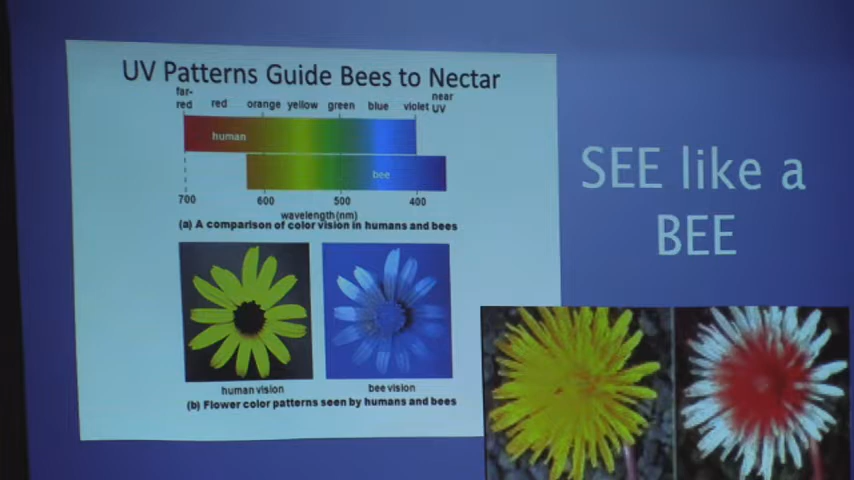 UV Patterns Guide Bees to Nectar
far-red red orange yellow green blue violet near UV
human
bee
700 600 500 400
wavelength(nm)
(a) A comparison of color vision in humans and bees
human vision bee vision
(b) Flower color patterns seen by humans and bees
SEE like a
BEE